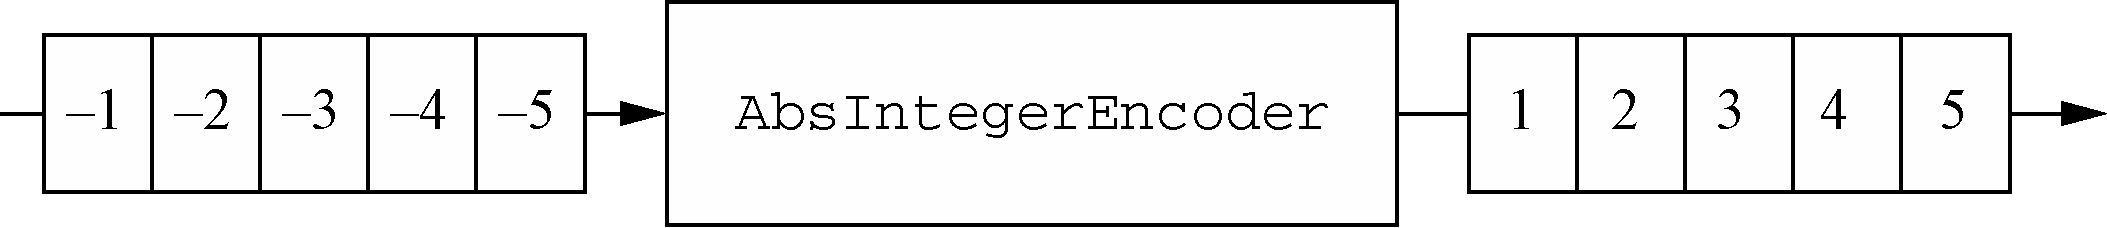 –1 –2 –3 –4 –5 AbsIntegerEncoder 1 2 3 4 5